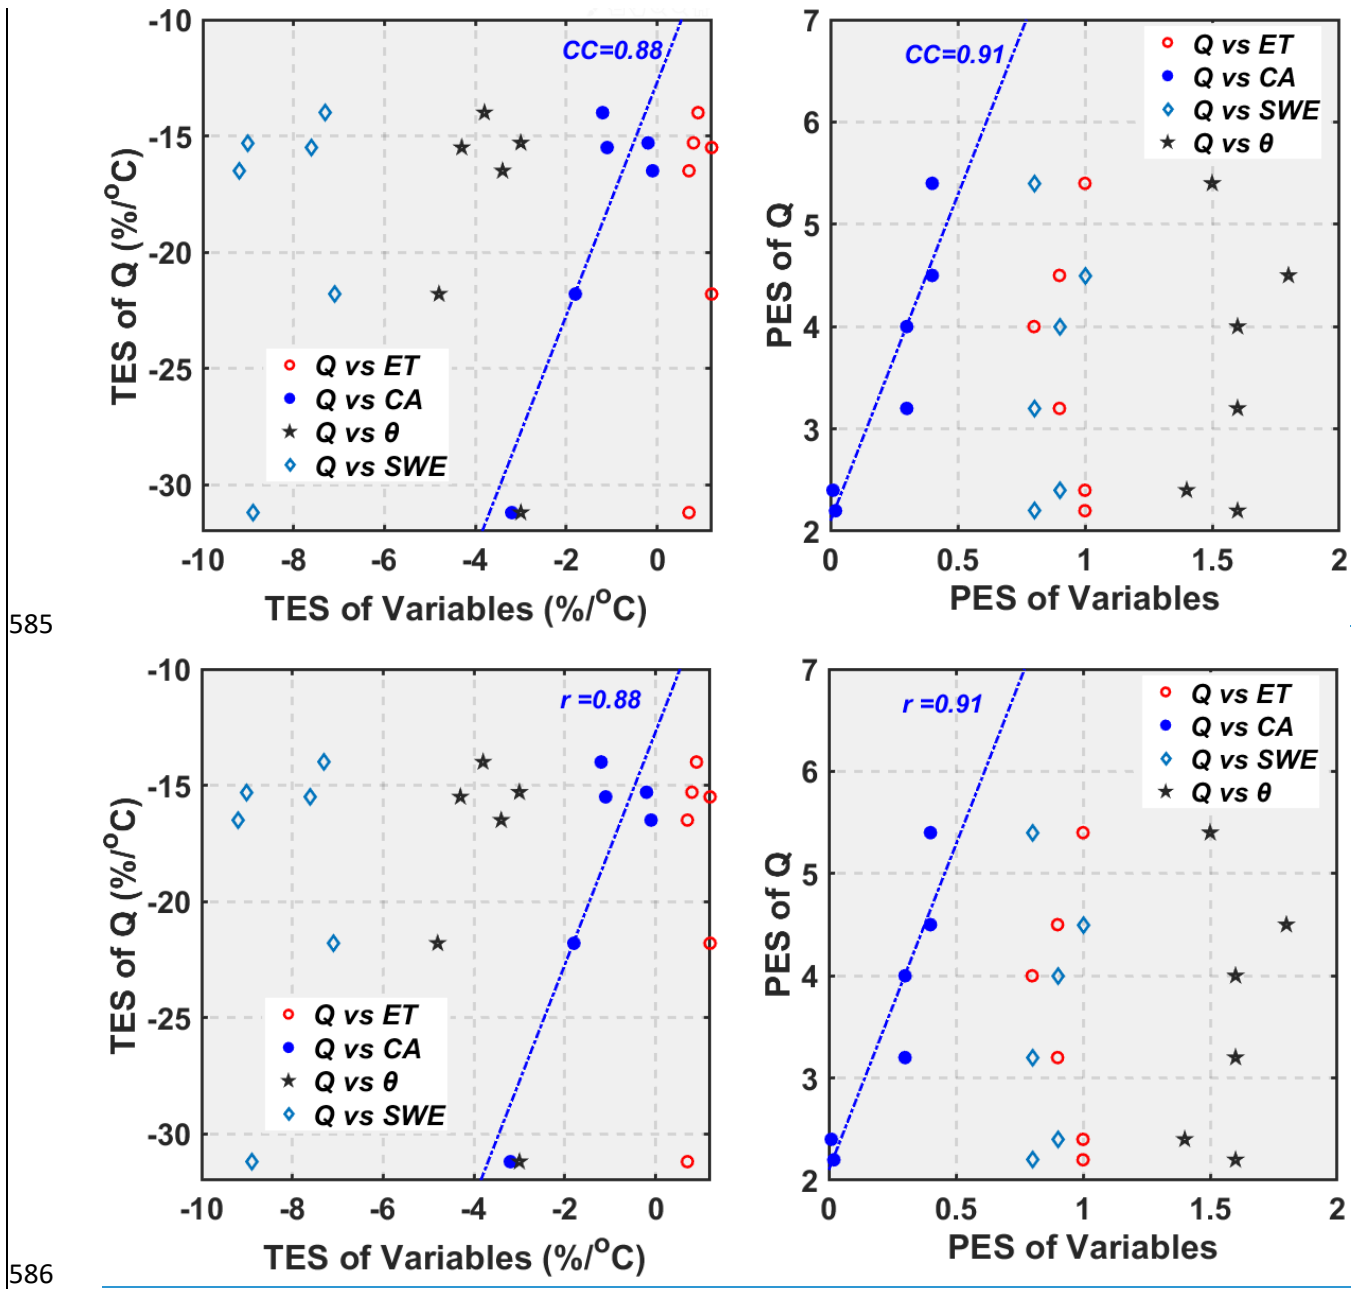 -10
-15
-20
-25
-30
TES of Q (%/°C)
CC=0.88
Q vs ET
Q vs CA
Q vs θ
Q vs SWE
-10
-8
-6
-4
-2
0
TES of Variables (%/°C)
7
6
5
4
3
2
PES of Q
CC=0.91
Q vs ET
Q vs CA
Q vs SWE
Q vs θ
0
0.5
1
1.5
2
PES of Variables
585
-10
-15
-20
-25
-30
TES of Q (%/°C)
r =0.88
Q vs ET
Q vs CA
Q vs θ
Q vs SWE
-10
-8
-6
-4
-2
0
TES of Variables (%/°C)
7
6
5
4
3
2
PES of Q
r =0.91
Q vs ET
Q vs CA
Q vs SWE
Q vs θ
0
0.5
1
1.5
2
PES of Variables
586